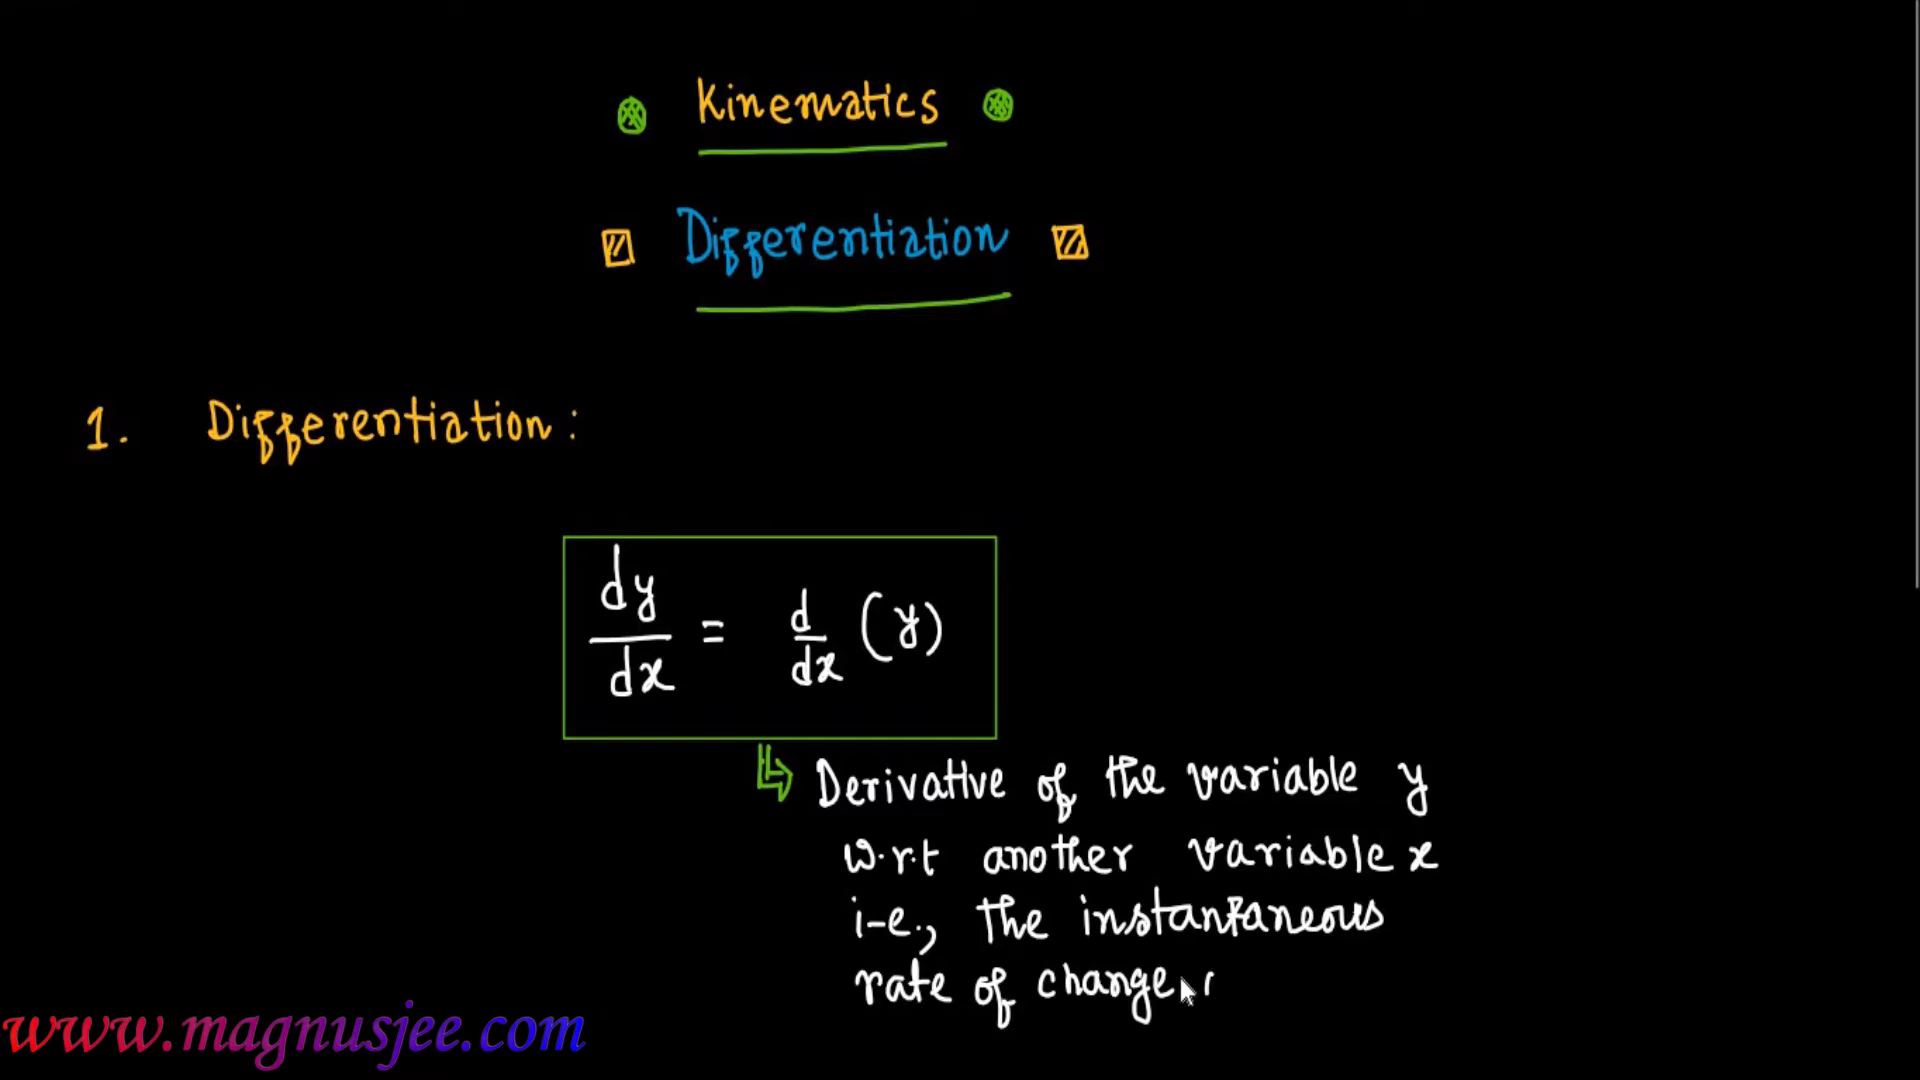 Kinematics
Differentiation
1. Differentiation:
dy/dx = d/dx (y)
Derivative of the variable y
w.r.t another variable x
i-e., the instantaneous
rate of change
www.magnusjee.com